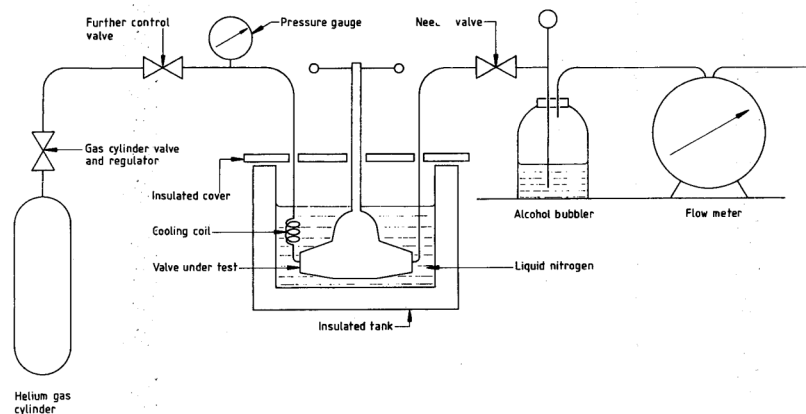 Further control
valve
Pressure gauge
valve
Gas cylinder valve
and regulator
Insulated cover
Cooling coil
Valve under test
Insulated tank
Liquid nitrogen
Alcohol bubbler
Flow meter
Helium gas
cylinder